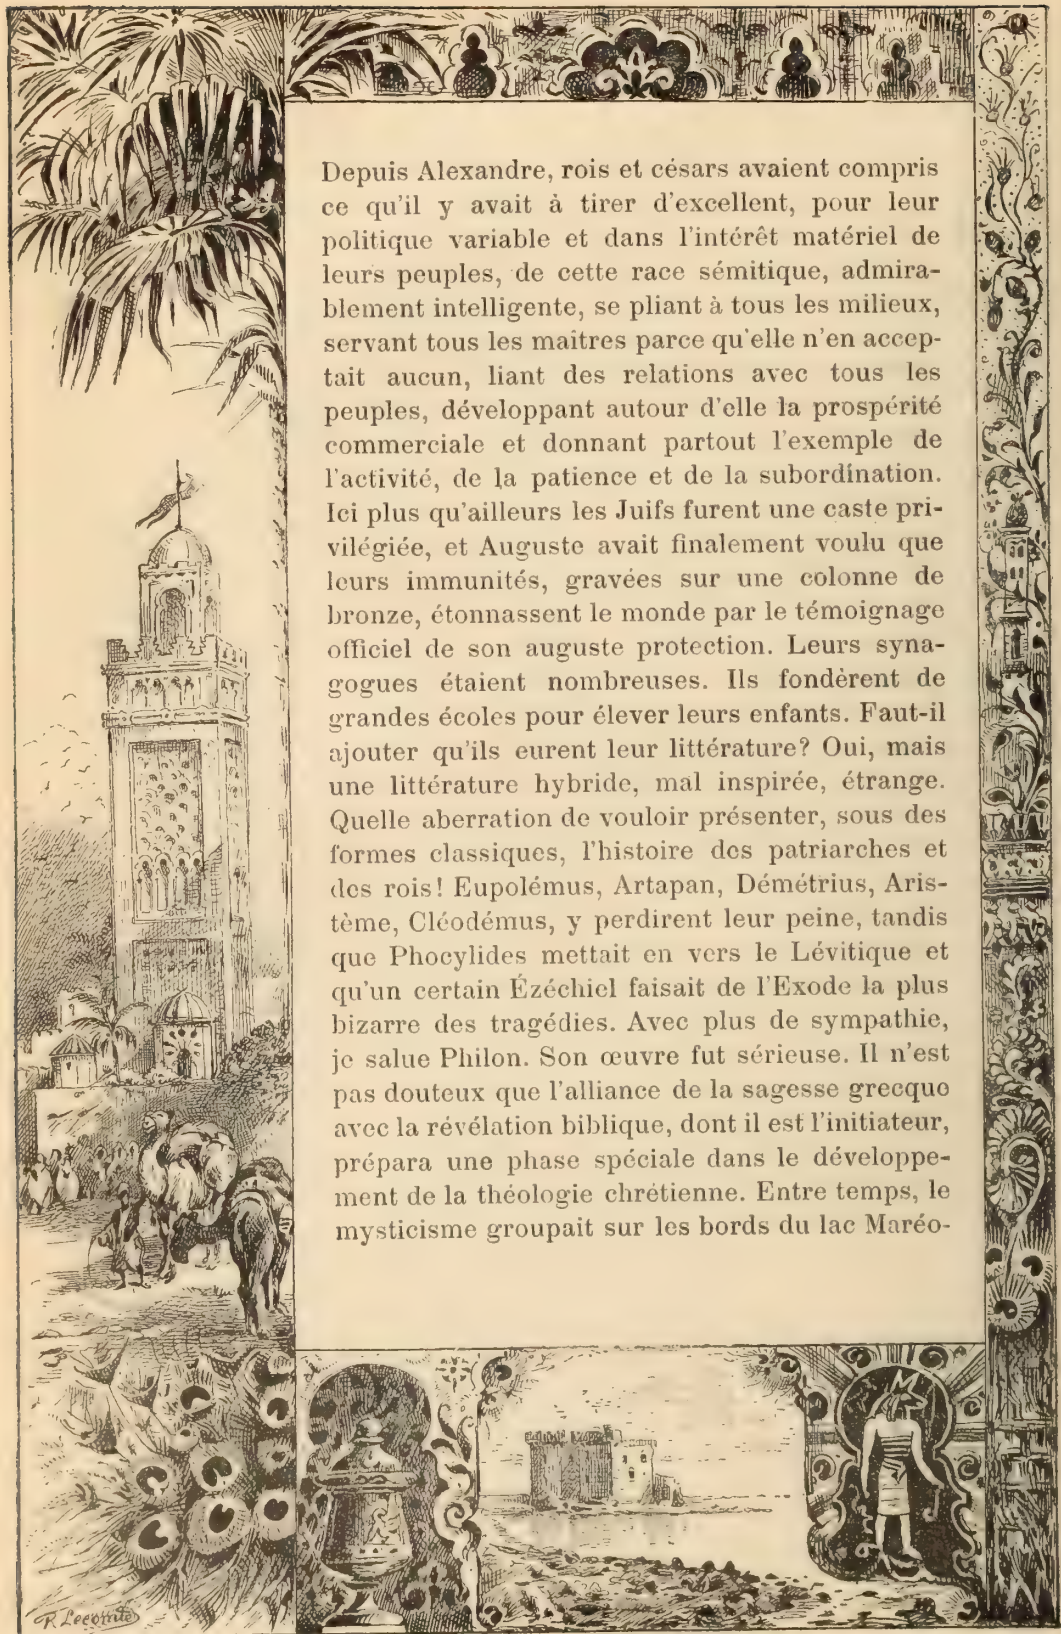 Depuis Alexandre, rois et césars avaient compris
ce qu'il y avait à tirer d'excellent, pour leur
politique variable et dans l'intérêt matériel de
leurs peuples, de cette race sémitique, admira-
blement intelligente, se pliant à tous les milieux,
servant tous les maîtres parce qu'elle n'en accep-
tait aucun, liant des relations avec tous les
peuples, développant autour d'elle la prospérité
commerciale et donnant partout l'exemple de
l'activité, de la patience et de la subordination.
Ici plus qu'ailleurs les Juifs furent une caste pri-
vilégiée, et Auguste avait finalement voulu que
leurs immunités, gravées sur une colonne de
bronze, étonnassent le monde par le témoignage
officiel de son auguste protection. Leurs syna-
gogues étaient nombreuses. Ils fondèrent de
grandes écoles pour élever leurs enfants. Faut-il
ajouter qu'ils eurent leur littérature? Oui, mais
une littérature hybride, mal inspirée, étrange.
Quelle aberration de vouloir présenter, sous des
formes classiques, l'histoire des patriarches et
des rois! Eupolémus, Artapan, Démétrius, Aris-
tème, Cléodémus, y perdirent leur peine, tandis
que Phocylides mettait en vers le Lévitique et
qu'un certain Ézéchiel faisait de l'Exode la plus
bizarre des tragédies. Avec plus de sympathie,
je salue Philon. Son œuvre fut sérieuse. Il n'est
pas douteux que l'alliance de la sagesse grecque
avec la révélation biblique, dont il est l'initiateur,
prépara une phase spéciale dans le développe-
ment de la théologie chrétienne. Entre temps, le
mysticisme groupait sur les bords du lac Maréo-
R. Lecomte